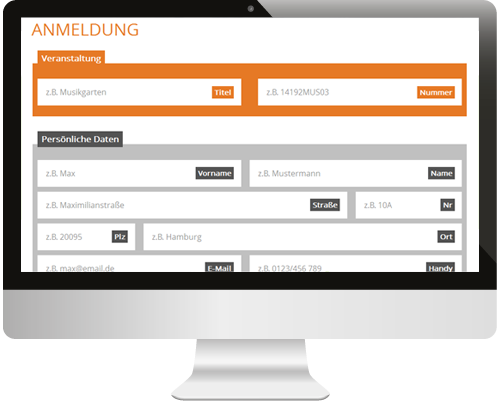 ANMELDUNG
Veranstaltung
z.B. Musikgarten Titel z.B. 14192MUS03 Nummer
Persönliche Daten
z.B. Max Vorname z.B. Mustermann Name
z.B. Maximilianstraße Straße z.B. 10A Nr
z.B. 20095 Plz z.B. Hamburg Ort
z.B. max@email.de E-Mail z.B. 0123/456 789 Handy